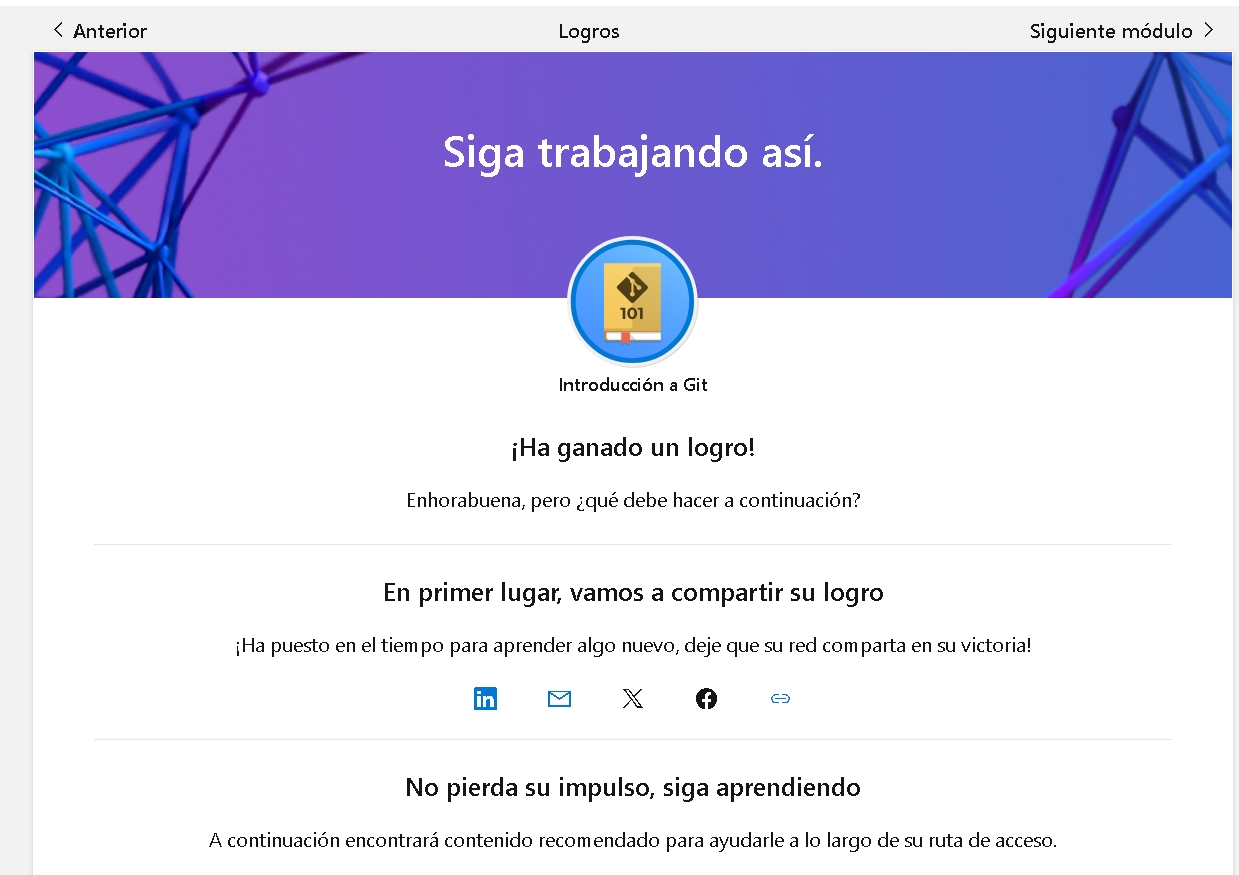 Anterior
Logros
Siguiente módulo
Siga trabajando así.
101
Introducción a Git
¡Ha ganado un logro!
Enhorabuena, pero ¿qué debe hacer a continuación?
En primer lugar, vamos a compartir su logro
¡Ha puesto en el tiempo para aprender algo nuevo, deje que su red comparta en su victoria!
in
No pierda su impulso, siga aprendiendo
A continuación encontrará contenido recomendado para ayudarle a lo largo de su ruta de acceso.